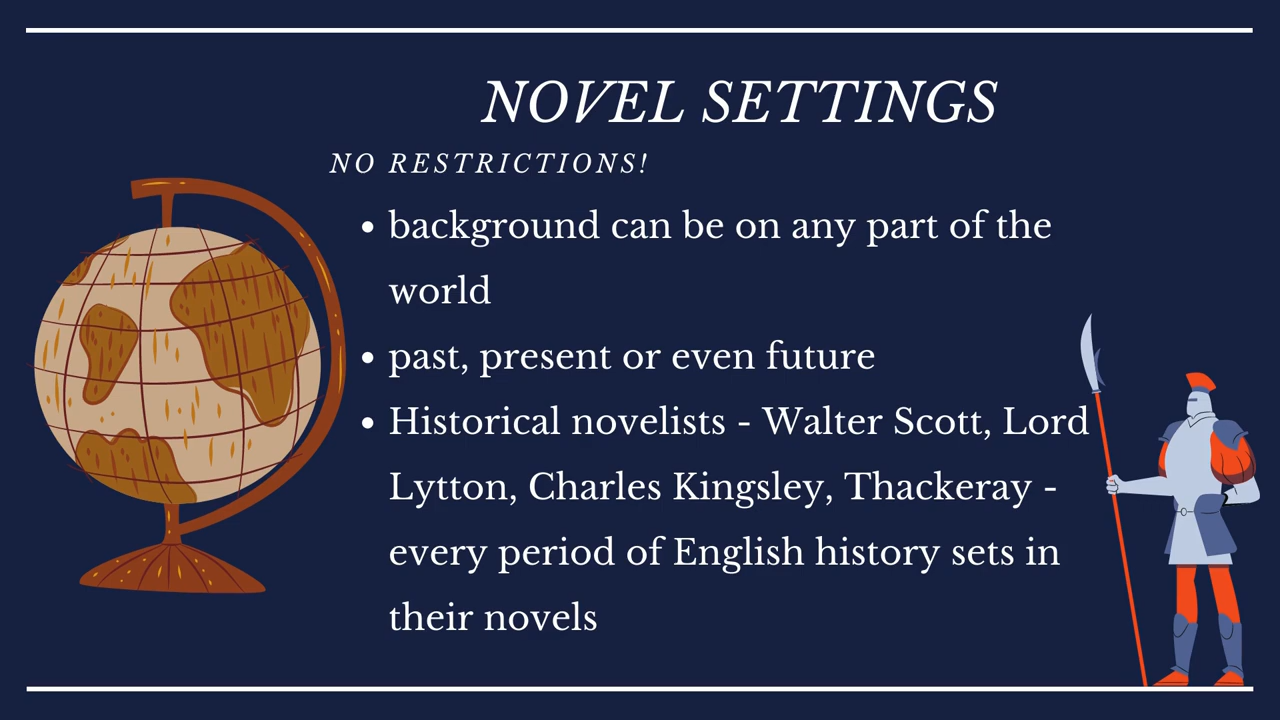 NOVEL SETTINGS
NO RESTRICTIONS!
• background can be on any part of the
world
• past, present or even future
• Historical novelists - Walter Scott, Lord
Lytton, Charles Kingsley, Thackeray -
every period of English history sets in
their novels